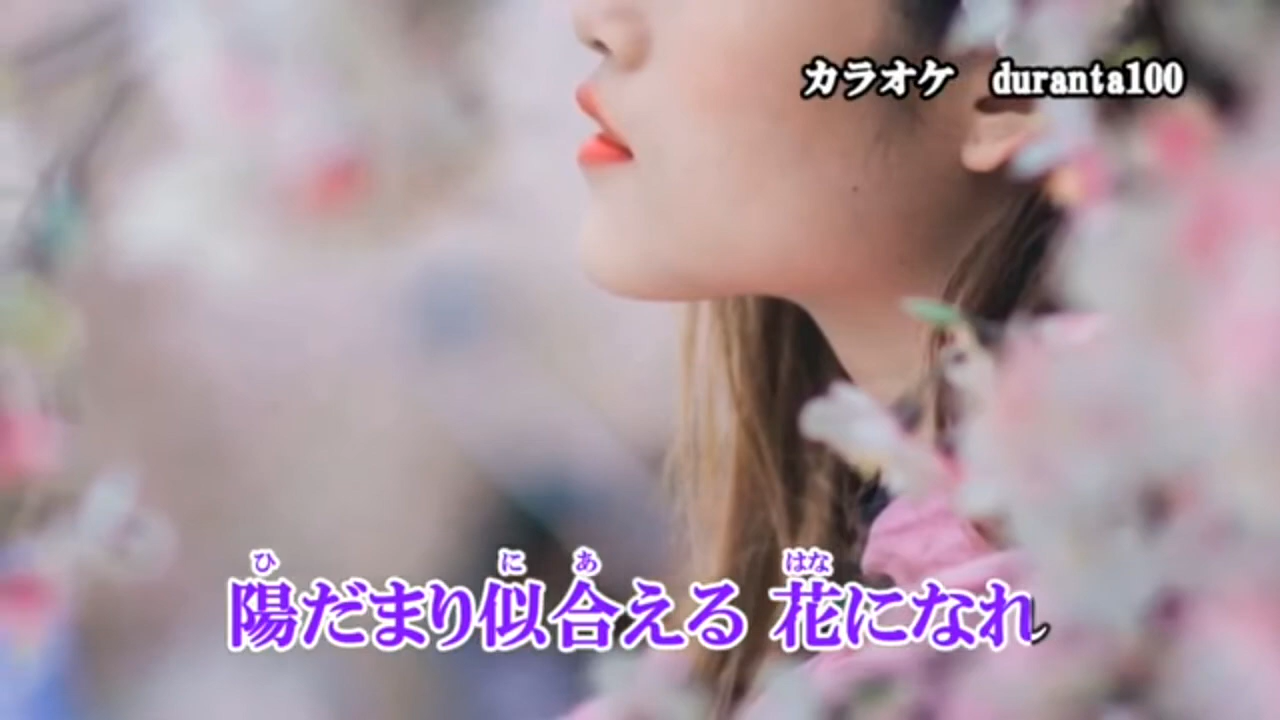 カラオケ　duranta100
ひ に あ はな
陽だまり似合える 花になれ